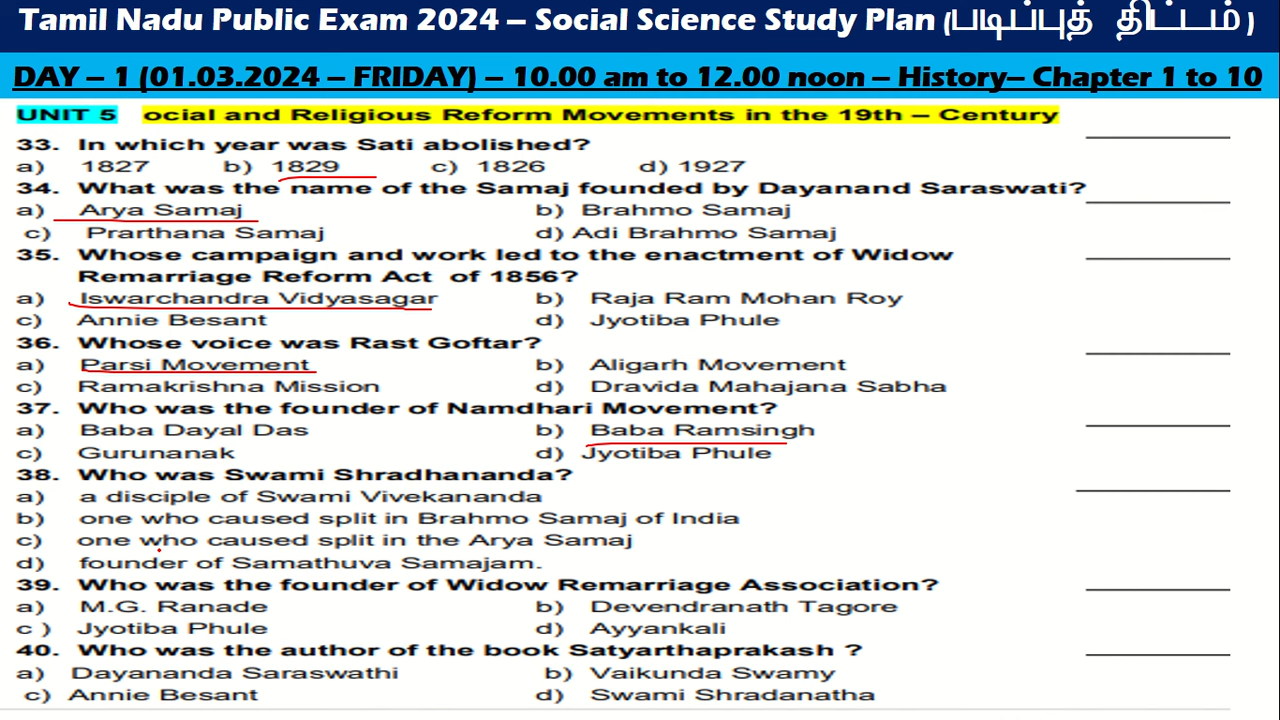 Tamil Nadu Public Exam 2024 – Social Science Study Plan (படிப்புத் திட்டம்)
DAY – 1 (01.03.2024 – FRIDAY) – 10.00 am to 12.00 noon – History– Chapter 1 to 10
UNIT 5 ocial and Religious Reform Movements in the 19th – Century
33. In which year was Sati abolished?
a) 1827 b) 1829 c) 1826 d) 1927
34. What was the name of the Samaj founded by Dayanand Saraswati?
a) Arya Samaj b) Brahmo Samaj
c) Prarthana Samaj d) Adi Brahmo Samaj
35. Whose campaign and work led to the enactment of Widow
Remarriage Reform Act of 1856?
a) Iswarchandra Vidyasagar b) Raja Ram Mohan Roy
c) Annie Besant d) Jyotiba Phule
36. Whose voice was Rast Goftar?
a) Parsi Movement b) Aligarh Movement
c) Ramakrishna Mission d) Dravida Mahajana Sabha
37. Who was the founder of Namdhari Movement?
a) Baba Dayal Das b) Baba Ramsingh
c) Gurunanak d) Jyotiba Phule
38. Who was Swami Shradhananda?
a) a disciple of Swami Vivekananda
b) one who caused split in Brahmo Samaj of India
c) one who caused split in the Arya Samaj
d) founder of Samathuva Samajam.
39. Who was the founder of Widow Remarriage Association?
a) M.G. Ranade b) Devendranath Tagore
c ) Jyotiba Phule d) Ayyankali
40. Who was the author of the book Satyarthaprakash ?
a) Dayananda Saraswathi b) Vaikunda Swamy
c) Annie Besant d) Swami Shradanatha